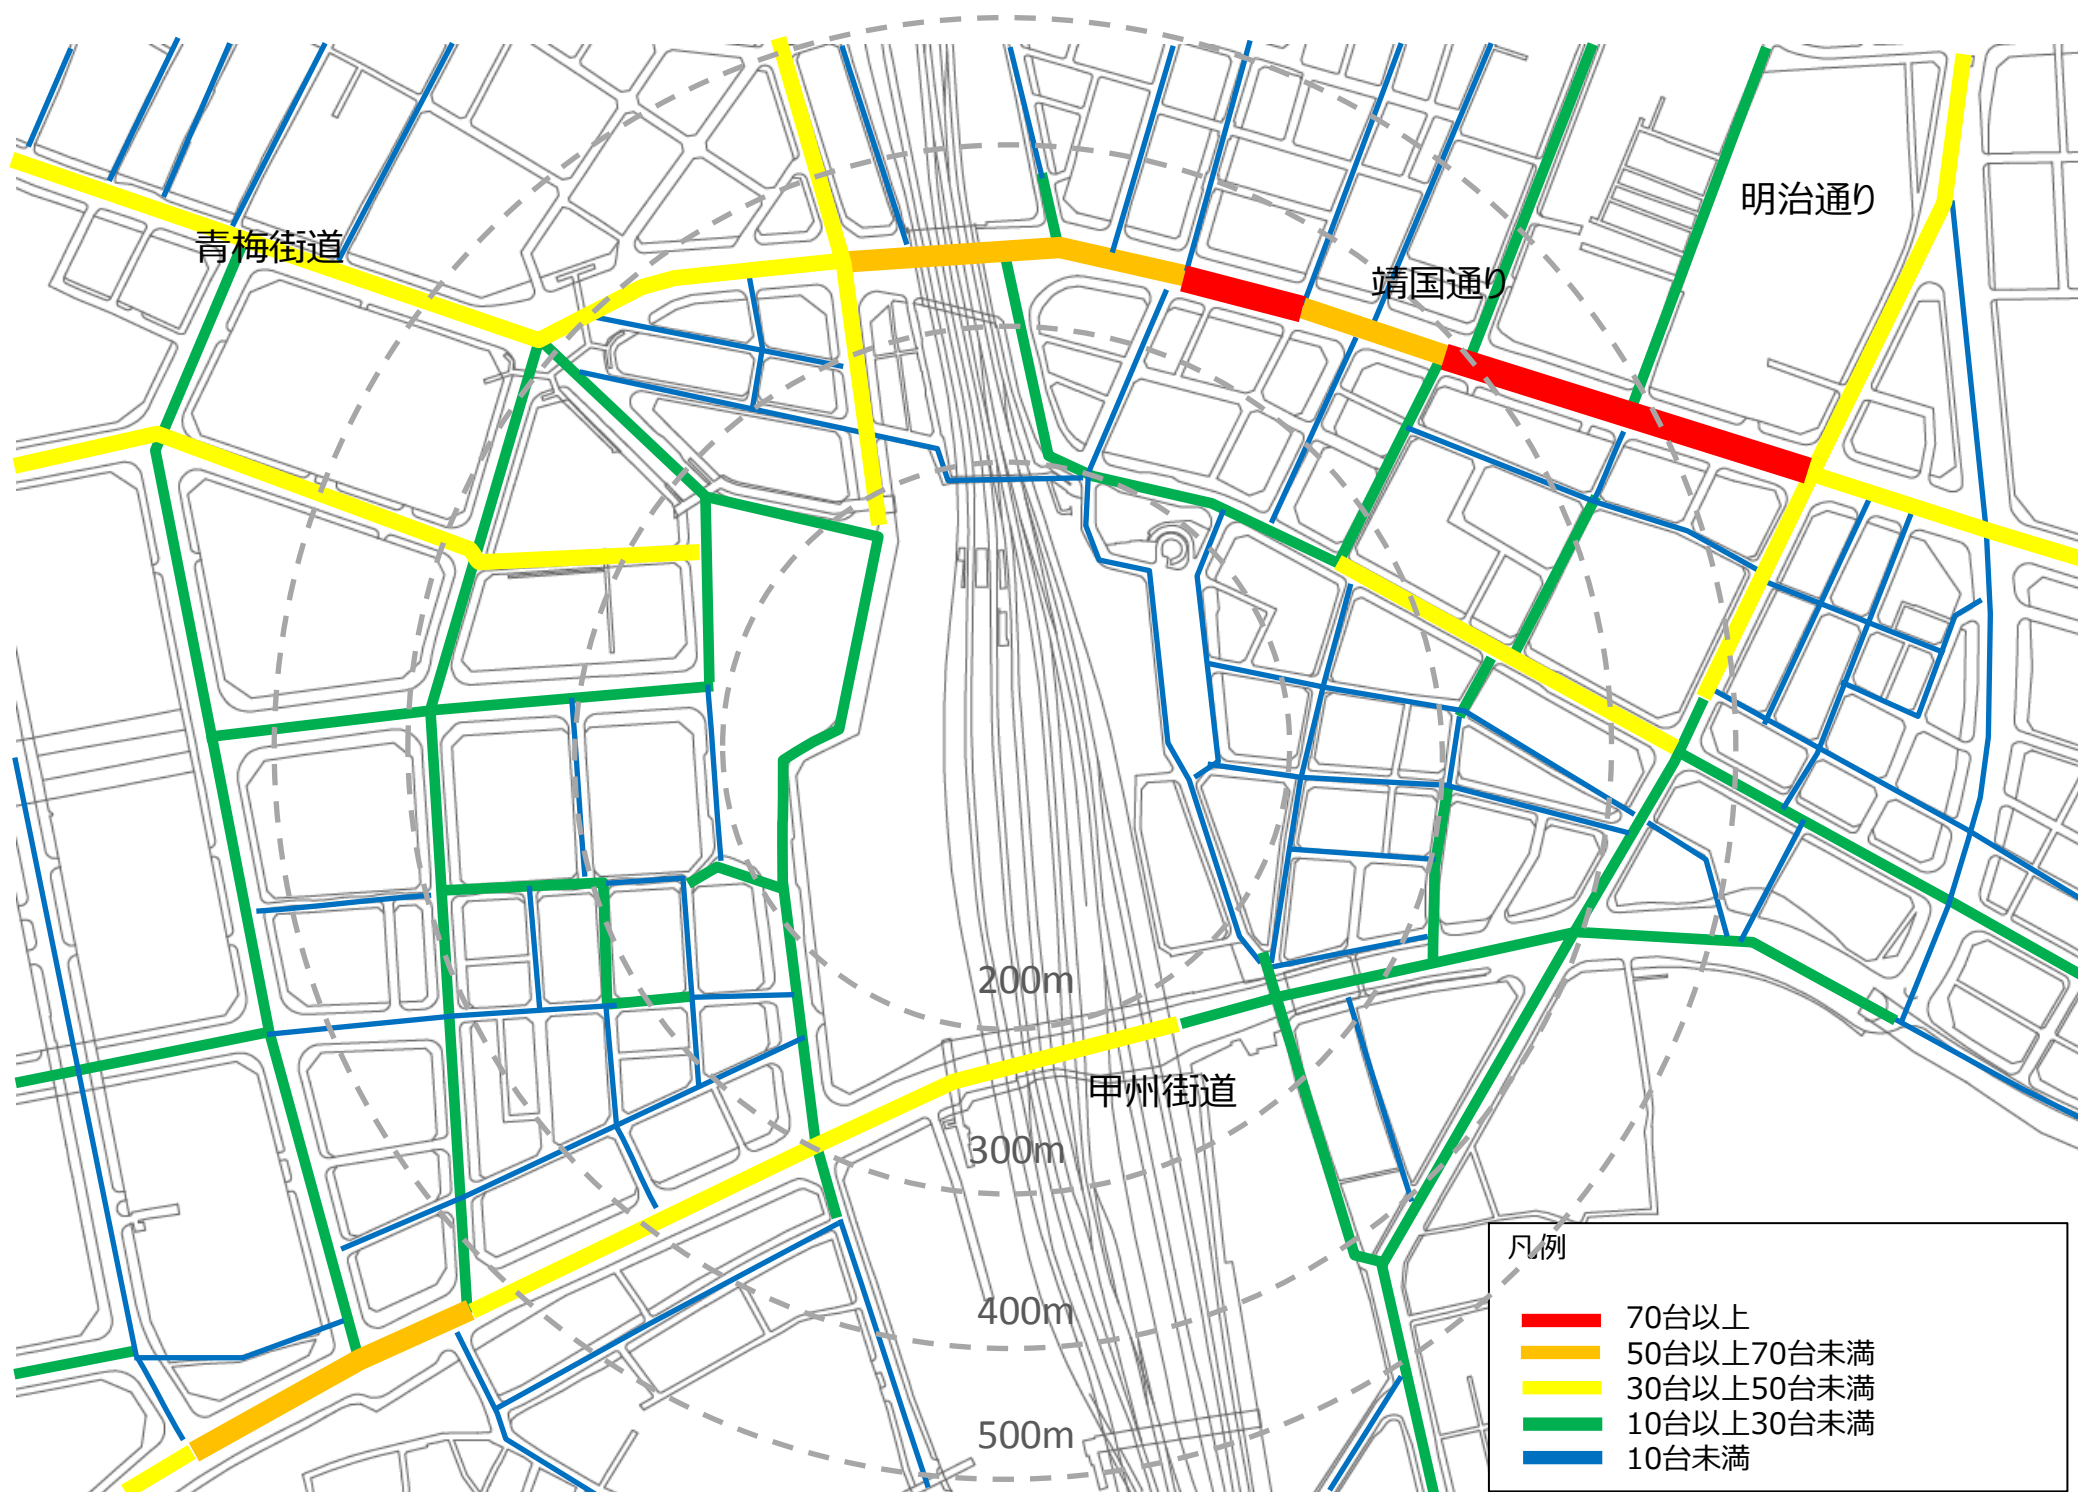 明治通り
青梅街道
靖国通り
200m
甲州街道
300m
400m
500m
凡例
70台以上
50台以上70台未満
30台以上50台未満
10台以上30台未満
10台未満